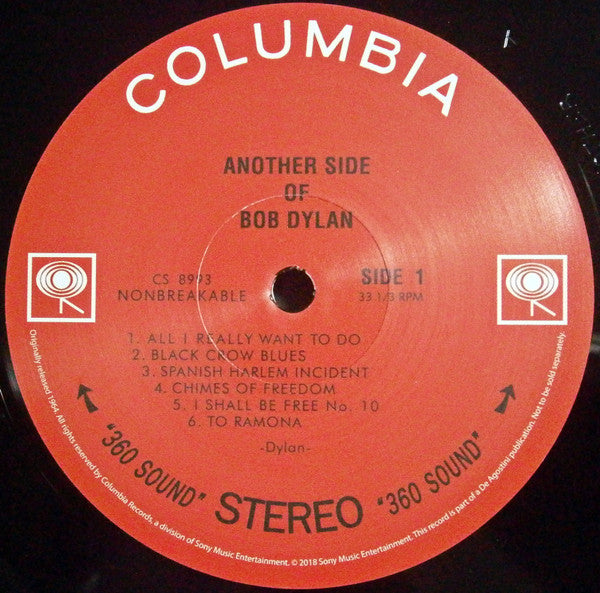 COLUMBIA
ANOTHER SIDE
OF
BOB DYLAN
CS 8993
NONBREAKABLE
SIDE 1
33 1/3 RPM
1. ALL I REALLY WANT TO DO
2. BLACK CROW BLUES
3. SPANISH HARLEM INCIDENT
4. CHIMES OF FREEDOM
5. I SHALL BE FREE No. 10
6. TO RAMONA
-Dylan-
"360 SOUND" STEREO "360 SOUND"
Originally released 1964. All rights reserved by Columbia Records, a division of Sony Music Entertainment. © 2018 Sony Music Entertainment. This record is part of a De Agostini publication. Not to be sold separately.